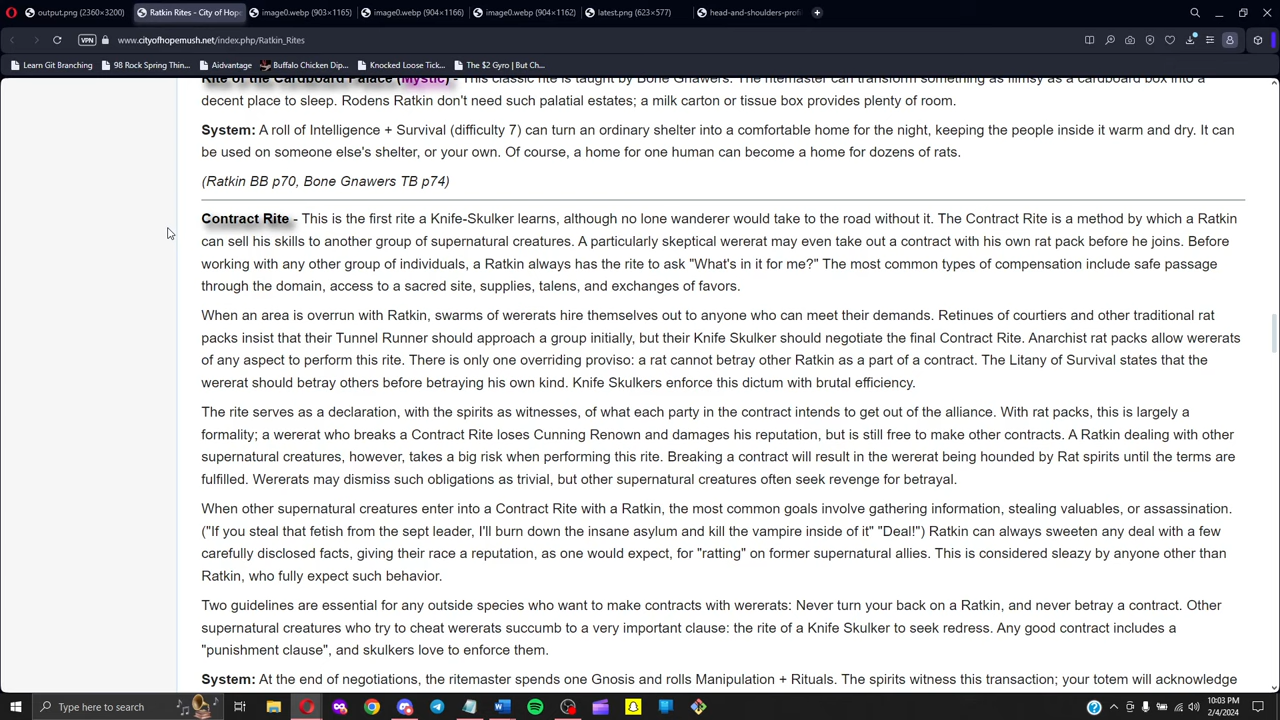 output.png (2360×3200)
Ratkin Rites - City of Hop
image0.webp (903×1165)
image0.webp (904×1166)
image0.webp (904×1162)
latest.png (623×577)
head-and-shoulders-prof
VPN
www.cityofhopemush.net/index.php/Ratkin_Rites
Learn Git Branching
98 Rock Spring Thin...
Advantage
Buffalo Chicken Dip...
Knocked Loose Tick...
The $2 Gyro | But Ch...
Rite of the Cardboard Palace (Mystic) - This classic rite is taught by Bone Gnawers. The ritemaster can transform something as flimsy as a cardboard box into a
decent place to sleep. Rodens Ratkin don't need such palatial estates; a milk carton or tissue box provides plenty of room.
System: A roll of Intelligence + Survival (difficulty 7) can turn an ordinary shelter into a comfortable home for the night, keeping the people inside it warm and dry. It can
be used on someone else's shelter, or your own. Of course, a home for one human can become a home for dozens of rats.
(Ratkin BB p70, Bone Gnawers TB p74)
Contract Rite - This is the first rite a Knife-Skulker learns, although no lone wanderer would take to the road without it. The Contract Rite is a method by which a Ratkin
can sell his skills to another group of supernatural creatures. A particularly skeptical wererat may even take out a contract with his own rat pack before he joins. Before
working with any other group of individuals, a Ratkin always has the rite to ask "What's in it for me?" The most common types of compensation include safe passage
through the domain, access to a sacred site, supplies, talens, and exchanges of favors.
When an area is overrun with Ratkin, swarms of wererats hire themselves out to anyone who can meet their demands. Retinues of courtiers and other traditional rat
packs insist that their Tunnel Runner should approach a group initially, but their Knife Skulker should negotiate the final Contract Rite. Anarchist rat packs allow wererats
of any aspect to perform this rite. There is only one overriding proviso: a rat cannot betray other Ratkin as a part of a contract. The Litany of Survival states that the
wererat should betray others before betraying his own kind. Knife Skulkers enforce this dictum with brutal efficiency.
The rite serves as a declaration, with the spirits as witnesses, of what each party in the contract intends to get out of the alliance. With rat packs, this is largely a
formality; a wererat who breaks a Contract Rite loses Cunning Renown and damages his reputation, but is still free to make other contracts. A Ratkin dealing with other
supernatural creatures, however, takes a big risk when performing this rite. Breaking a contract will result in the wererat being hounded by Rat spirits until the terms are
fulfilled. Wererats may dismiss such obligations as trivial, but other supernatural creatures often seek revenge for betrayal.
When other supernatural creatures enter into a Contract Rite with a Ratkin, the most common goals involve gathering information, stealing valuables, or assassination.
("If you steal that fetish from the sept leader, I'll burn down the insane asylum and kill the vampire inside of it" "Deal!") Ratkin can always sweeten any deal with a few
carefully disclosed facts, giving their race a reputation, as one would expect, for "ratting" on former supernatural allies. This is considered sleazy by anyone other than
Ratkin, who fully expect such behavior.
Two guidelines are essential for any outside species who want to make contracts with wererats: Never turn your back on a Ratkin, and never betray a contract. Other
supernatural creatures who try to cheat wererats succumb to a very important clause: the rite of a Knife Skulker to seek redress. Any good contract includes a
"punishment clause", and skulkers love to enforce them.
System: At the end of negotiations, the ritemaster spends one Gnosis and rolls Manipulation + Rituals. The spirits witness this transaction; your totem will acknowledge
Type here to search
10:03 PM
2/4/2024